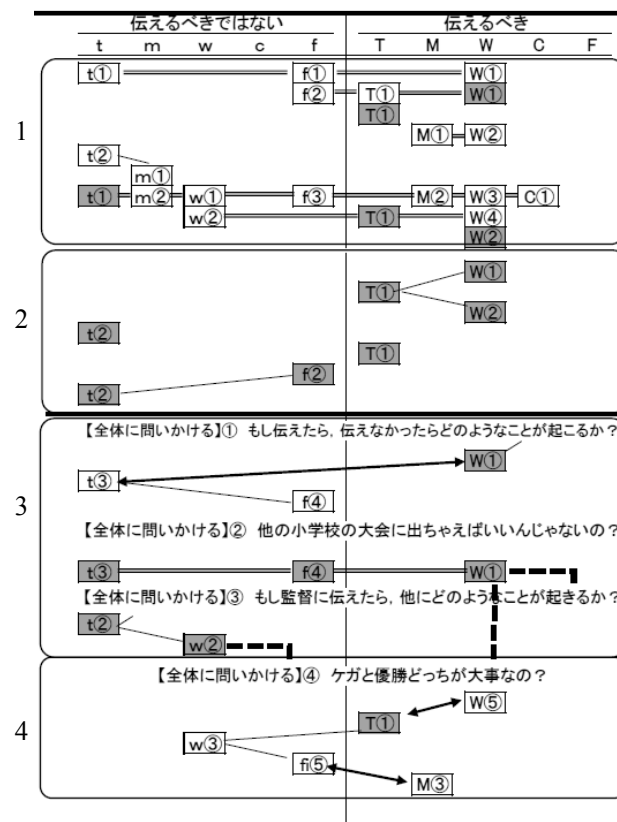 伝えるべきではない 伝えるべき
t m w c f T M W C F
1
t① f① W①
f② T① W①
T①
M① W②
t②
m①
t① m② w① f③ M② W③ C①
w② T① W④
W②
2
W①
T①
W②
t②
T①
f②
t②
3
【全体に問いかける】① もし伝えたら,伝えなかったらどのようなことが起こるか?
W①
t③
f④
【全体に問いかける】② 他の小学校の大会に出ちゃえばいいんじゃないの?
t③ f④ W①
【全体に問いかける】③ もし監督に伝えたら,他にどのようなことが起きるか?
t②
w②
4
【全体に問いかける】④ ケガと優勝どっちが大事なの?
W⑤
T①
w③
fi⑤
M③